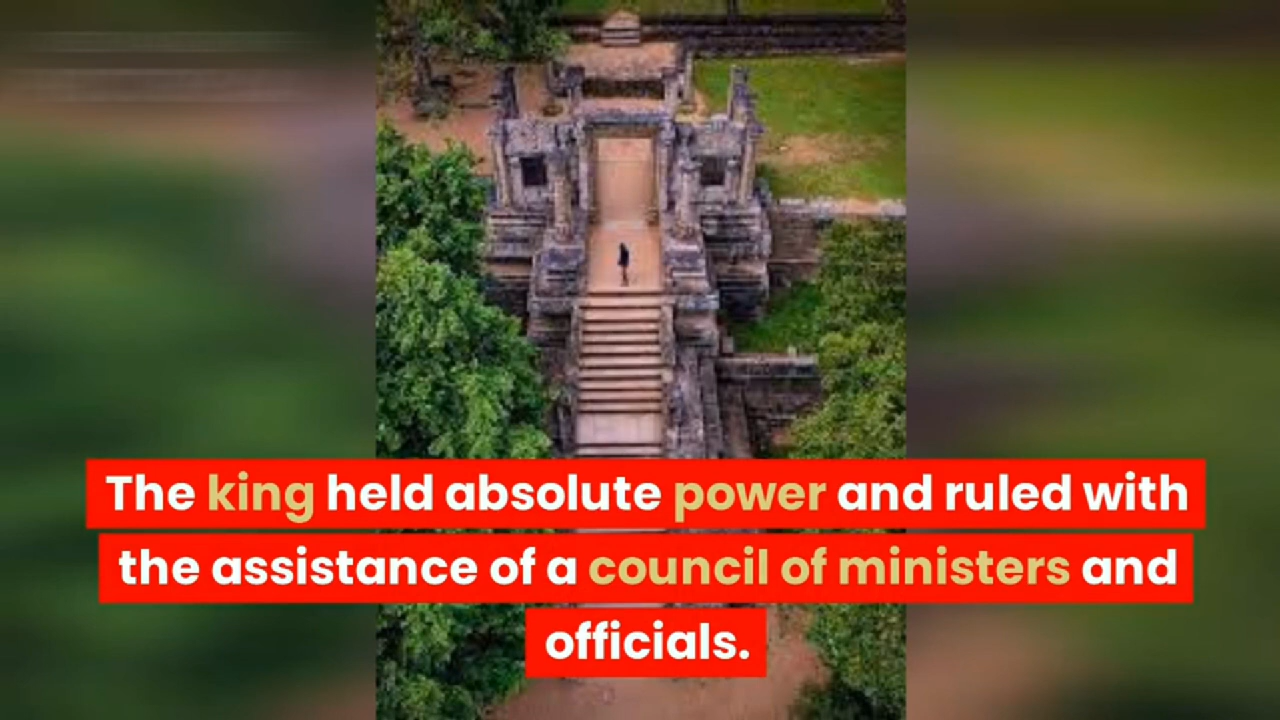 The king held absolute power and ruled with
the assistance of a council of ministers and
officials.